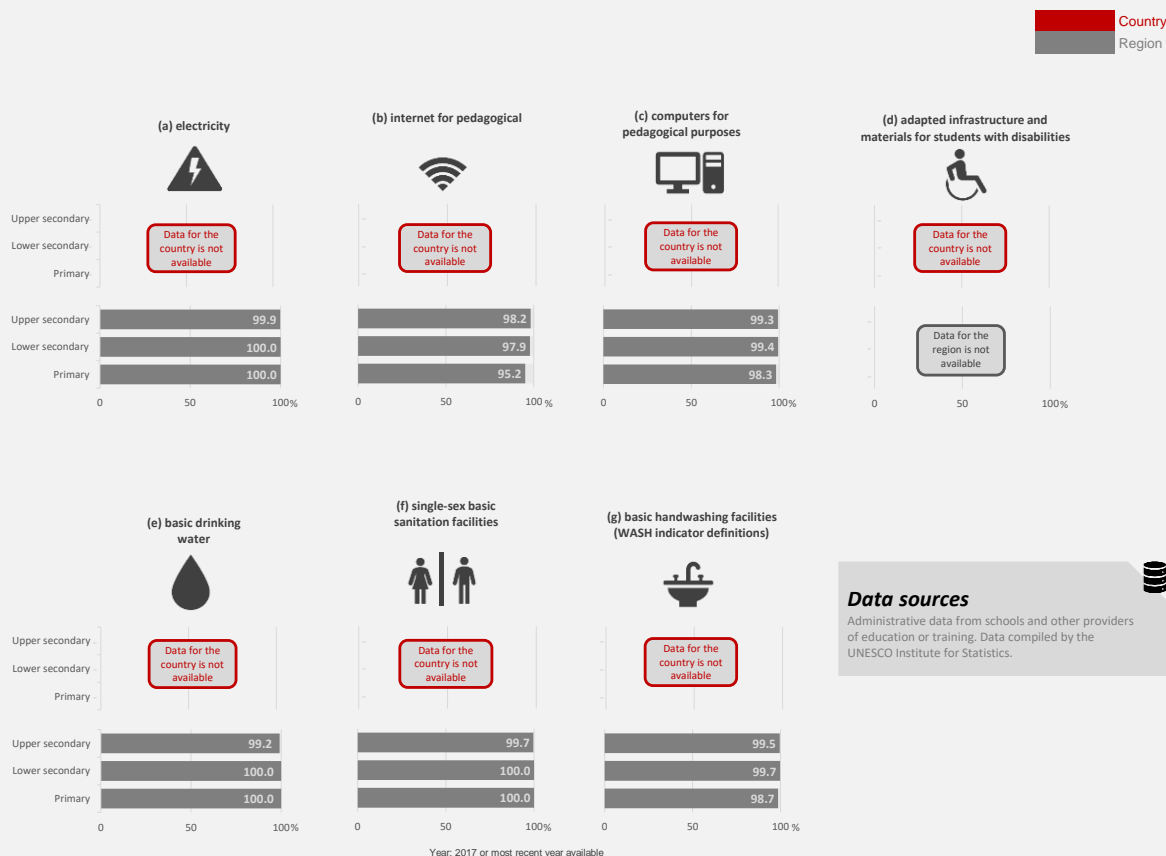 Country
Region
(a) electricity
(b) internet for pedagogical
(c) computers for
pedagogical purposes
(d) adapted infrastructure and
materials for students with disabilities
Upper secondary
Lower secondary
Primary
Data for the
country is not
available
Data for the
country is not
available
Data for the
country is not
available
Data for the
country is not
available
Upper secondary
Lower secondary
Primary
99.9
100.0
100.0
0 50 100%
98.2
97.9
95.2
0 50 100 %
99.3
99.4
98.3
0 50 100%
Data for the
region is not
available
0 50 100%
(e) basic drinking
water
(f) single-sex basic
sanitation facilities
(g) basic handwashing facilities
(WASH indicator definitions)
Upper secondary
Lower secondary
Primary
Data for the
country is not
available
Data for the
country is not
available
Data for the
country is not
available
Upper secondary
Lower secondary
Primary
99.2
100.0
100.0
0 50 100%
99.7
100.0
100.0
0 50 100 %
99.5
99.7
98.7
0 50 100 %
Data sources
Administrative data from schools and other providers
of education or training. Data compiled by the
UNESCO Institute for Statistics.
Year: 2017 or most recent year available